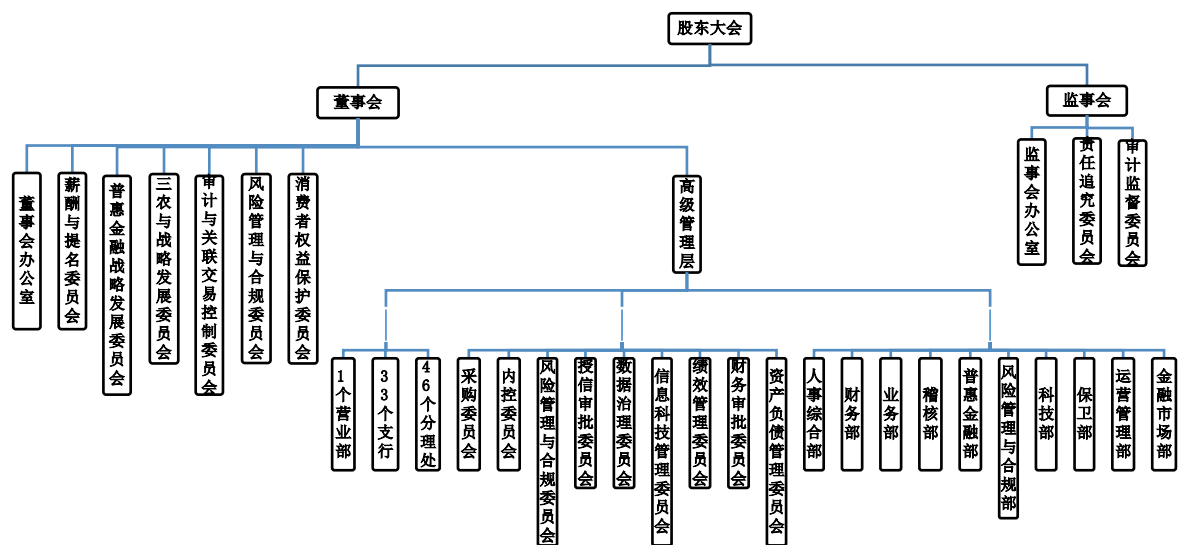 股东大会
董事会
监事会
董事会办公室
薪酬与提名委员会
普惠金融战略发展委员会
三农与战略发展委员会
审计与关联交易控制委员会
风险管理与合规委员会
消费者权益保护委员会
高级管理层
监事会办公室
责任追究委员会
审计监督委员会
1个营业部
33个支行
46个分理处
采购委员会
内控委员会
风险管理与合规委员会
授信审批委员会
数据治理委员会
信息科技管理委员会
绩效管理委员会
财务审批委员会
资产负债管理委员会
人事综合部
财务部
业务部
稽核部
普惠金融部
风险管理与合规部
科技部
保卫部
运营管理部
金融市场部